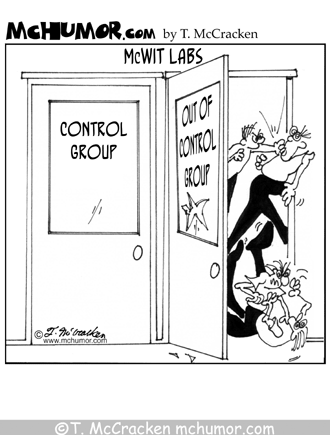 McHUMOR.com by T. McCracken
McWIT LABS
CONTROL
GROUP
OUT OF
CONTROL
GROUP
© T. McCracken
www.mchumor.com
©T. McCracken mchumor.com